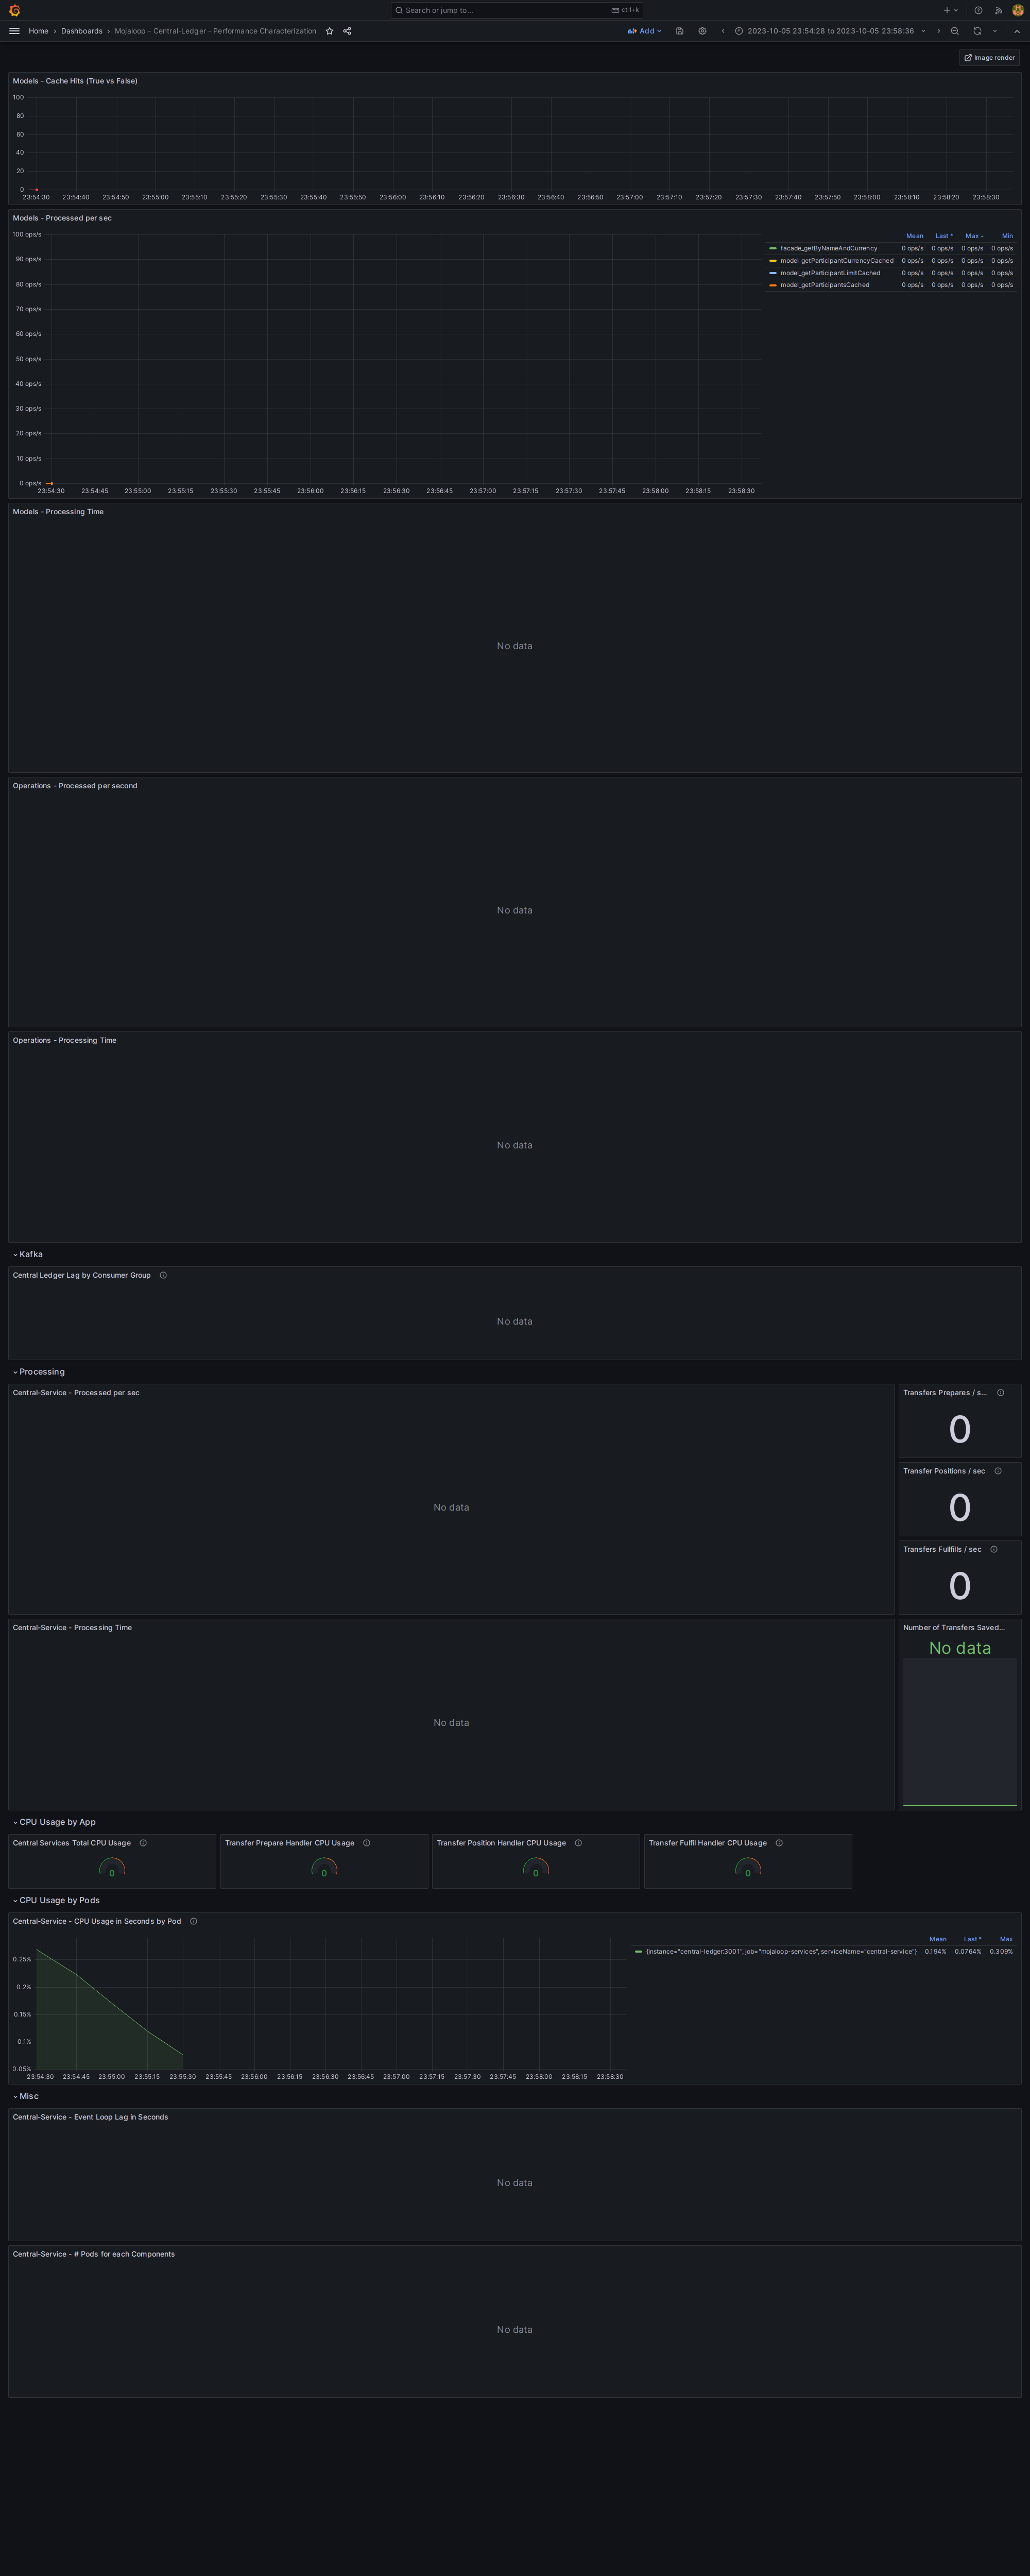 Search or jump to... ctrl+k
Home › Dashboards › Mojaloop - Central-Ledger - Performance Characterization Add 2023-10-05 23:54:28 to 2023-10-05 23:58:36
Image render
Models - Cache Hits (True vs False)
100
80
60
40
20
0
23:54:30 23:54:40 23:54:50 23:55:00 23:55:10 23:55:20 23:55:30 23:55:40 23:55:50 23:56:00 23:56:10 23:56:20 23:56:30 23:56:40 23:56:50 23:57:00 23:57:10 23:57:20 23:57:30 23:57:40 23:57:50 23:58:00 23:58:10 23:58:20 23:58:30
Models - Processed per sec
100 ops/s
90 ops/s
80 ops/s
70 ops/s
60 ops/s
50 ops/s
40 ops/s
30 ops/s
20 ops/s
10 ops/s
0 ops/s
23:54:30 23:54:45 23:55:00 23:55:15 23:55:30 23:55:45 23:56:00 23:56:15 23:56:30 23:56:45 23:57:00 23:57:15 23:57:30 23:57:45 23:58:00 23:58:15 23:58:30
Mean Last * Max Min
facade_getByNameAndCurrency 0 ops/s 0 ops/s 0 ops/s 0 ops/s
model_getParticipantCurrencyCached 0 ops/s 0 ops/s 0 ops/s 0 ops/s
model_getParticipantLimitCached 0 ops/s 0 ops/s 0 ops/s 0 ops/s
model_getParticipantsCached 0 ops/s 0 ops/s 0 ops/s 0 ops/s
Models - Processing Time
No data
Operations - Processed per second
No data
Operations - Processing Time
No data
Kafka
Central Ledger Lag by Consumer Group
No data
Processing
Central-Service - Processed per sec
No data
Transfers Prepares / s...
0
Transfer Positions / sec
0
Transfers Fullfills / sec
0
Central-Service - Processing Time
No data
Number of Transfers Saved...
No data
CPU Usage by App
Central Services Total CPU Usage
0
Transfer Prepare Handler CPU Usage
0
Transfer Position Handler CPU Usage
0
Transfer Fulfil Handler CPU Usage
0
CPU Usage by Pods
Central-Service - CPU Usage in Seconds by Pod
0.25%
0.2%
0.15%
0.1%
0.05%
23:54:30 23:54:45 23:55:00 23:55:15 23:55:30 23:55:45 23:56:00 23:56:15 23:56:30 23:56:45 23:57:00 23:57:15 23:57:30 23:57:45 23:58:00 23:58:15 23:58:30
Mean Last * Max
{instance="central-ledger:3001", job="mojaloop-services", serviceName="central-service"} 0.194% 0.0764% 0.309%
Misc
Central-Service - Event Loop Lag in Seconds
No data
Central-Service - # Pods for each Components
No data